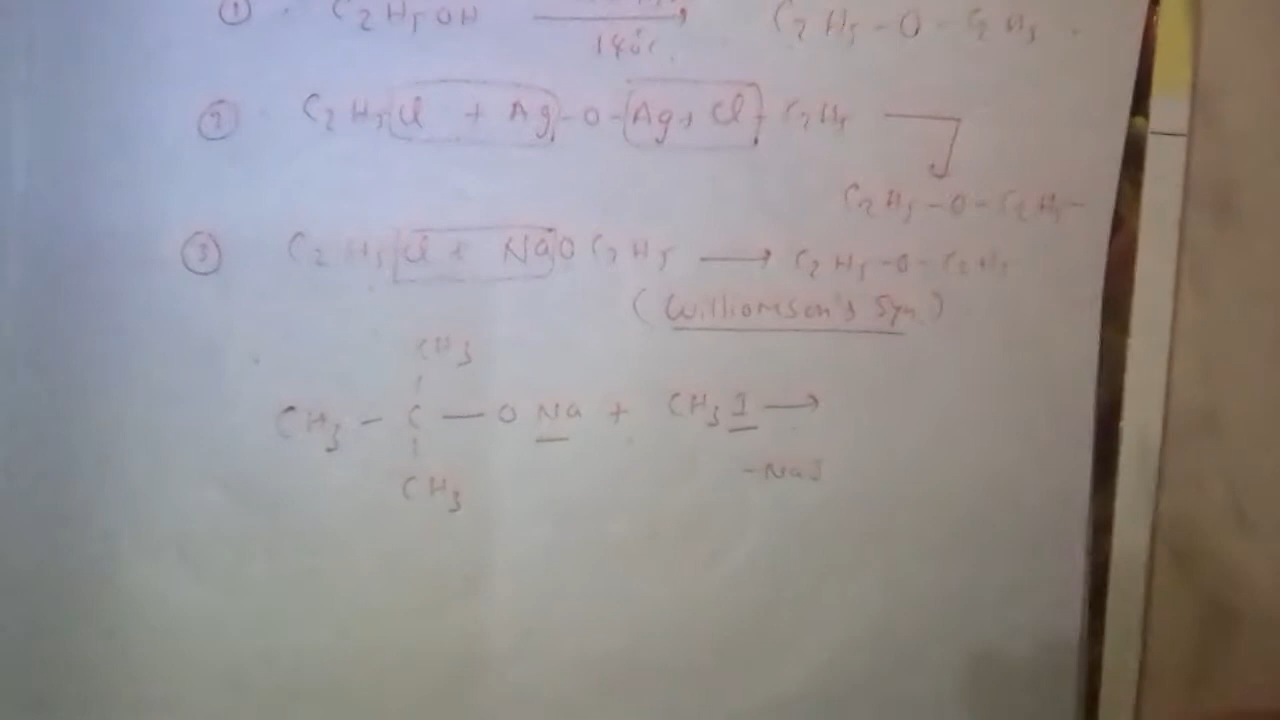 ① C2H5OH ⟶ C2H5-O-C2H5
140°C
② C2H5Cl + Ag-O-Ag + Cl C2H5
C2H5-O-C2H5
③ C2H5Cl + NaOC2H5 ⟶ C2H5-O-C2H5
(Williomson's Syn)
CH3
CH3-C-ONa + CH3I ⟶
-NaI
CH3